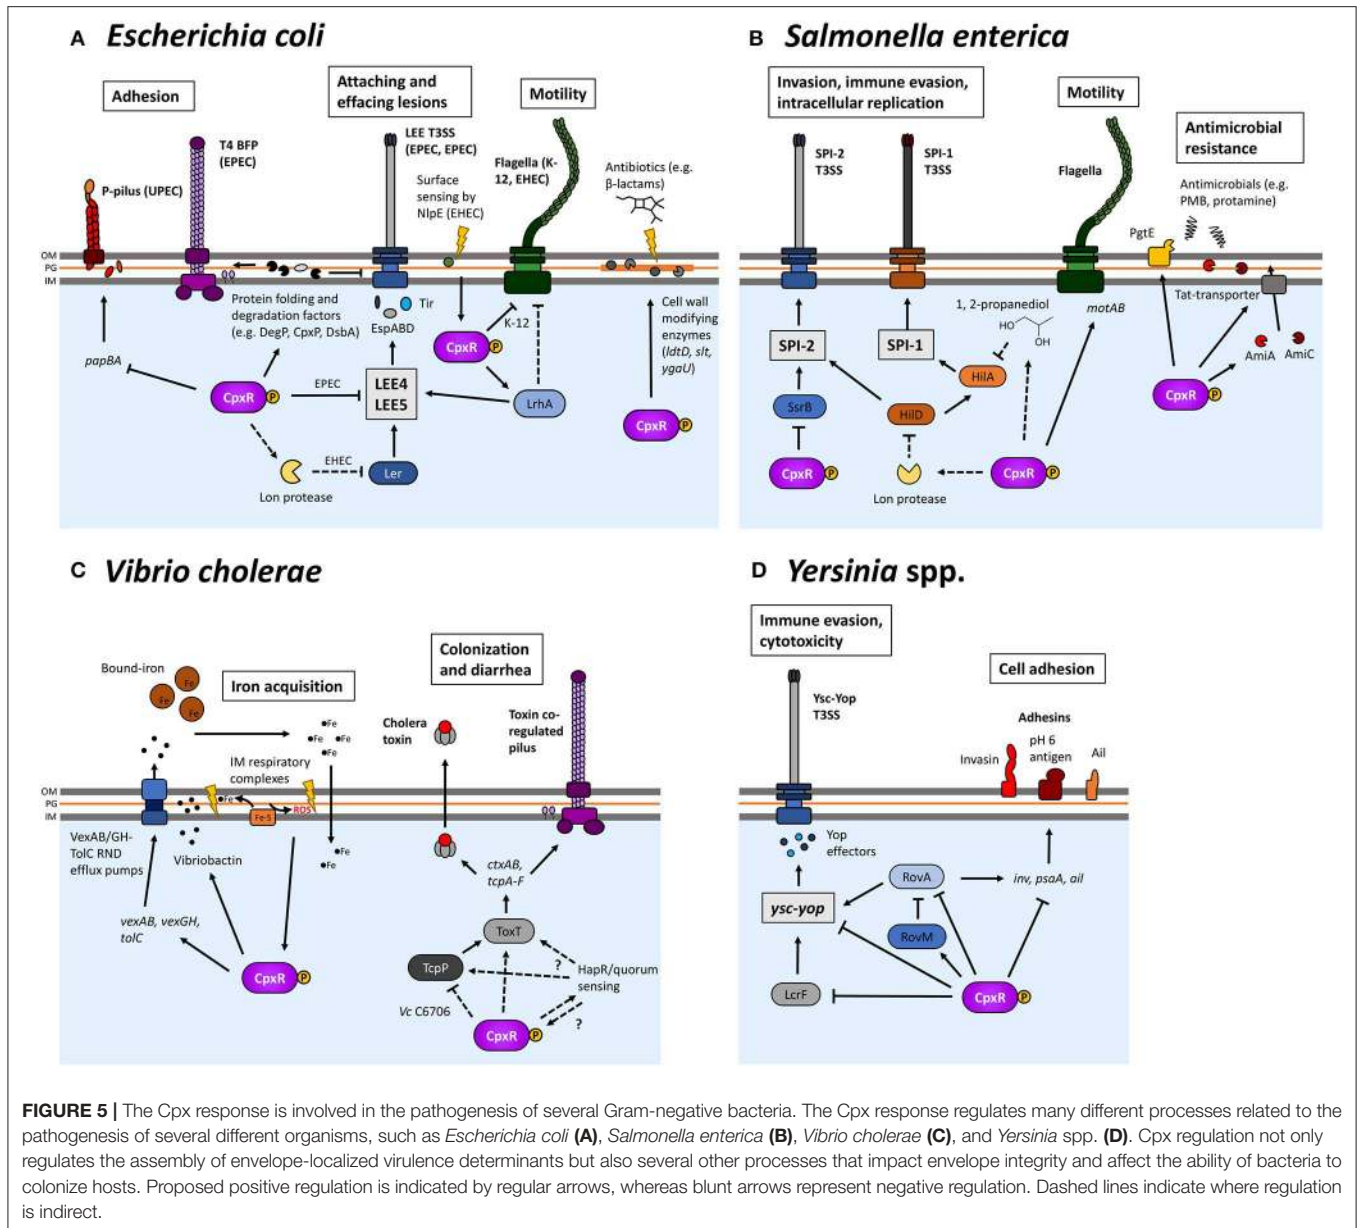 A Escherichia coli
Adhesion
Attaching and
effacing lesions
Motility
T4 BFP
(EPEC)
P-pilus (UPEC)
LEE T3SS
(EPEC, EPEC)
Surface
sensing by
NlpE (EHEC)
Flagella (K-
12, EHEC)
Antibiotics (e.g.
β-lactams)
OM
PG
IM
Protein folding and
degradation factors
(e.g. DegP, CpxP, DsbA)
Tir
EspABD
papBA
CpxR P
K-12
Cell wall
modifying
enzymes
(ldtD, slt,
ygaU)
CpxR P
EPEC
LEE4
LEE5
LrhA
CpxR P
EHEC
Ler
Lon protease
B Salmonella enterica
Invasion, immune evasion,
intracellular replication
Motility
Antimicrobial
resistance
SPI-2
T3SS
SPI-1
T3SS
Flagella
Antimicrobials (e.g.
PMB, protamine)
PgtE
1, 2-propanediol
HO
OH
motAB
Tat-transporter
SPI-2
SPI-1
HilA
AmiA
AmiC
SsrB
HilD
CpxR P
CpxR P
Lon protease
CpxR P
C Vibrio cholerae
Bound-iron
Fe
Fe
Fe
Iron acquisition
Colonization
and diarrhea
Fe
Fe
Fe
Fe
Cholera
toxin
Toxin co-
regulated
pilus
IM respiratory
complexes
OM
PG
IM
Fe
Fe-S
ROS
VexAB/GH-
TolC RND
efflux pumps
Vibriobactin
Fe
Fe
ctxAB,
tcpA-F
vexAB, vexGH,
tolC
CpxR P
ToxT
TcpP
?
HapR/quorum
sensing
Vc C6706
CpxR P
?
D Yersinia spp.
Immune evasion,
cytotoxicity
Cell adhesion
Ysc-Yop
T3SS
Adhesins
Invasin
pH 6
antigen
Ail
Yop
effectors
RovA
inv, psaA, ail
ysc-yop
RovM
LcrF
CpxR P
FIGURE 5 | The Cpx response is involved in the pathogenesis of several Gram-negative bacteria. The Cpx response regulates many different processes related to the
pathogenesis of several different organisms, such as Escherichia coli (A), Salmonella enterica (B), Vibrio cholerae (C), and Yersinia spp. (D). Cpx regulation not only
regulates the assembly of envelope-localized virulence determinants but also several other processes that impact envelope integrity and affect the ability of bacteria to
colonize hosts. Proposed positive regulation is indicated by regular arrows, whereas blunt arrows represent negative regulation. Dashed lines indicate where regulation
is indirect.